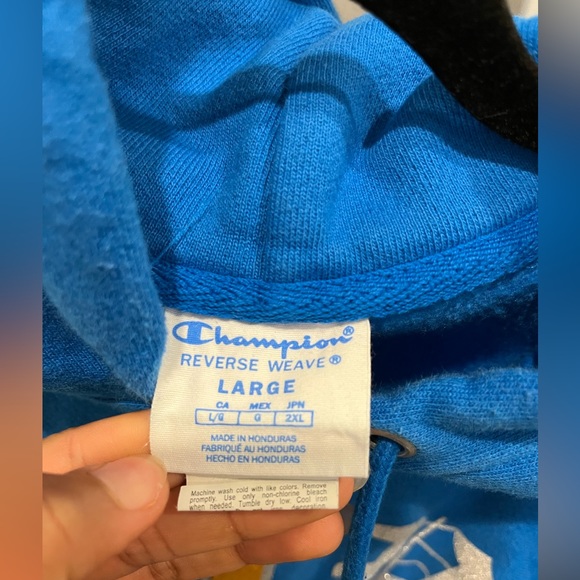 Champion®
REVERSE WEAVE®
LARGE
CA MEX JPN
L/G G 2XL
MADE IN HONDURAS
FABRIQUÉ AU HONDURAS
HECHO EN HONDURAS
Machine wash cold with like colors. Remove
promptly. Use only non-chlorine bleach
when needed. Tumble dry low. Cool iron
decoration